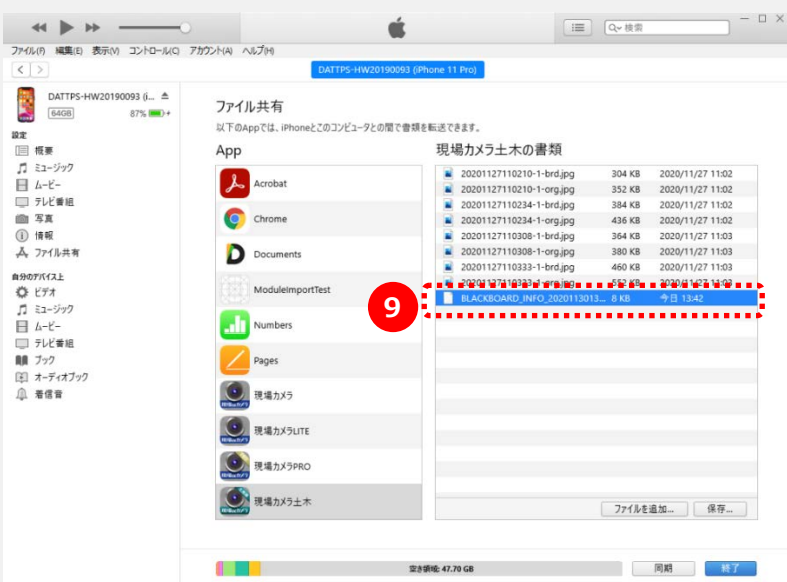 検索
ファイル(F) 編集(E) 表示(V) コントロール(C) アカウント(A) ヘルプ(H)
DATTPS-HW20190093 (iPhone 11 Pro)
DATTPS-HW20190093 (i...
64GB 87%
設定
概要
ミュージック
ムービー
テレビ番組
写真
情報
ファイル共有
自分のデバイス上
ビデオ
ミュージック
ムービー
テレビ番組
ブック
オーディオブック
着信音
ファイル共有
以下のAppでは、iPhoneとこのコンピュータとの間で書類を転送できます。
App
Acrobat
Chrome
Documents
ModuleImportTest
Numbers
Pages
現場カメラ
現場カメラLITE
現場カメラPRO
現場カメラ土木
現場カメラ土木の書類
20201127110210-1-brd.jpg 304 KB 2020/11/27 11:02
20201127110210-1-org.jpg 352 KB 2020/11/27 11:02
20201127110234-1-brd.jpg 384 KB 2020/11/27 11:02
20201127110234-1-org.jpg 436 KB 2020/11/27 11:02
20201127110308-1-brd.jpg 364 KB 2020/11/27 11:03
20201127110308-1-org.jpg 380 KB 2020/11/27 11:03
20201127110333-1-brd.jpg 460 KB 2020/11/27 11:03
20201127110333-1-org.jpg 552 KB 2020/11/27 11:03
BLACKBOARD_INFO_2020113013... 8 KB 今日 13:42
9
ファイルを追加... 保存...
空き領域: 47.70 GB
同期 終了